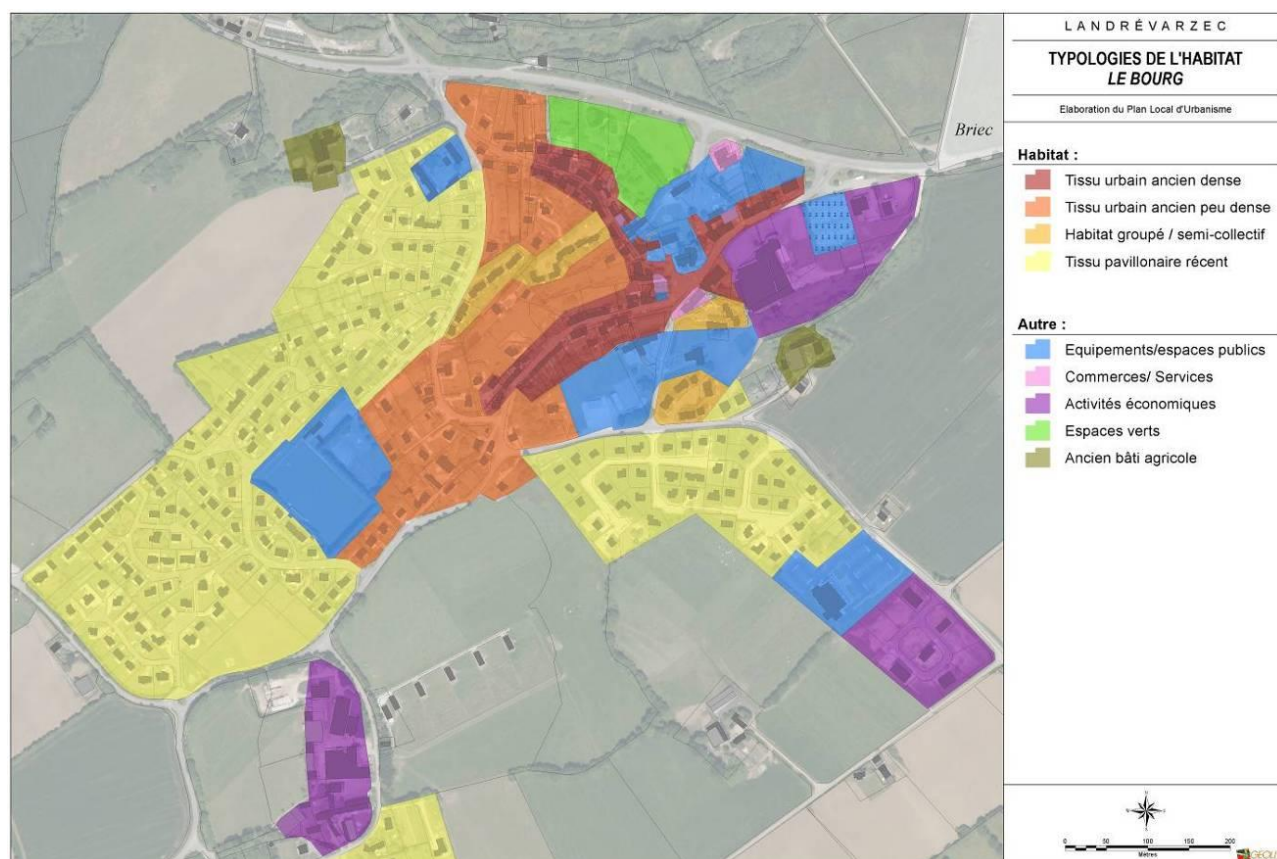 LANDRÉVARZEC
TYPOLOGIES DE L'HABITAT
LE BOURG
Elaboration du Plan Local d'Urbanisme
Briec
Habitat :
Tissu urbain ancien dense
Tissu urbain ancien peu dense
Habitat groupé / semi-collectif
Tissu pavillonaire récent
Autre :
Equipements/espaces publics
Commerces/ Services
Activités économiques
Espaces verts
Ancien bâti agricole
0 50 100 150 200
Mètres